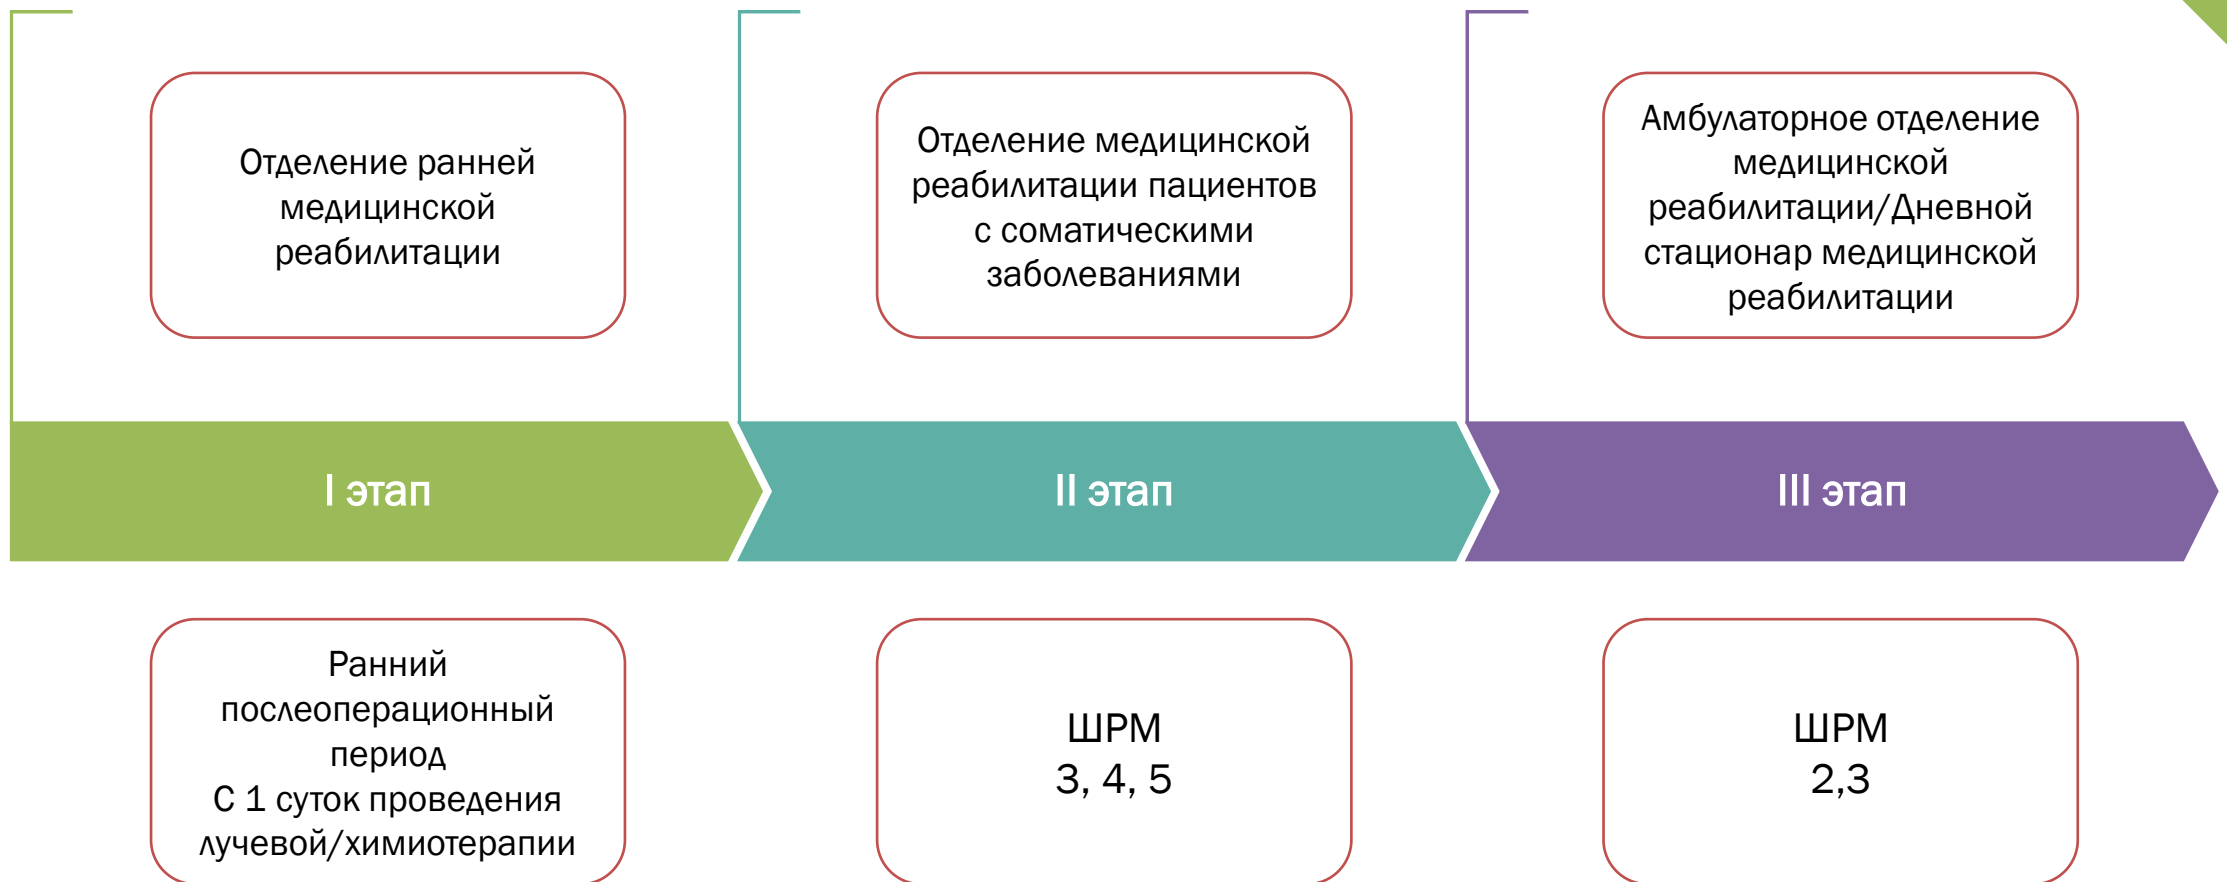 Отделение ранней
медицинской
реабилитации
Отделение медицинской
реабилитации пациентов
с соматическими
заболеваниями
Амбулаторное отделение
медицинской
реабилитации/Дневной
стационар медицинской
реабилитации
I этап
II этап
III этап
Ранний
послеоперационный
период
С 1 суток проведения
лучевой/химиотерапии
ШРМ
3, 4, 5
ШРМ
2,3